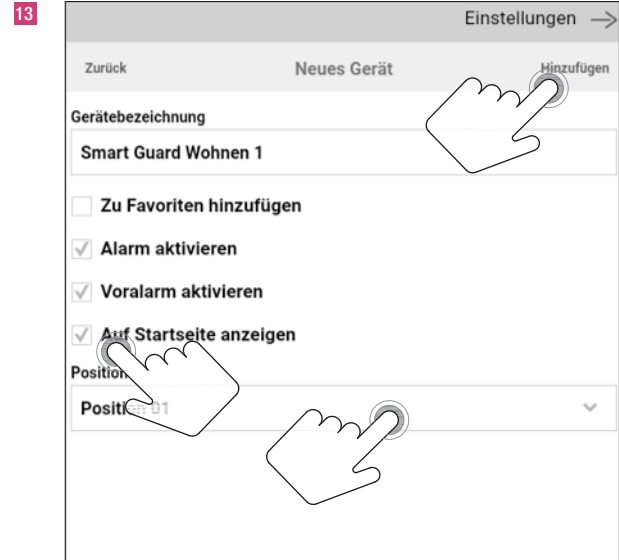 13
Einstellungen
Zurück Neues Gerät Hinzufügen
Gerätebezeichnung
Smart Guard Wohnen 1
Zu Favoriten hinzufügen
Alarm aktivieren
Voralarm aktivieren
Auf Startseite anzeigen
Position
Position 01